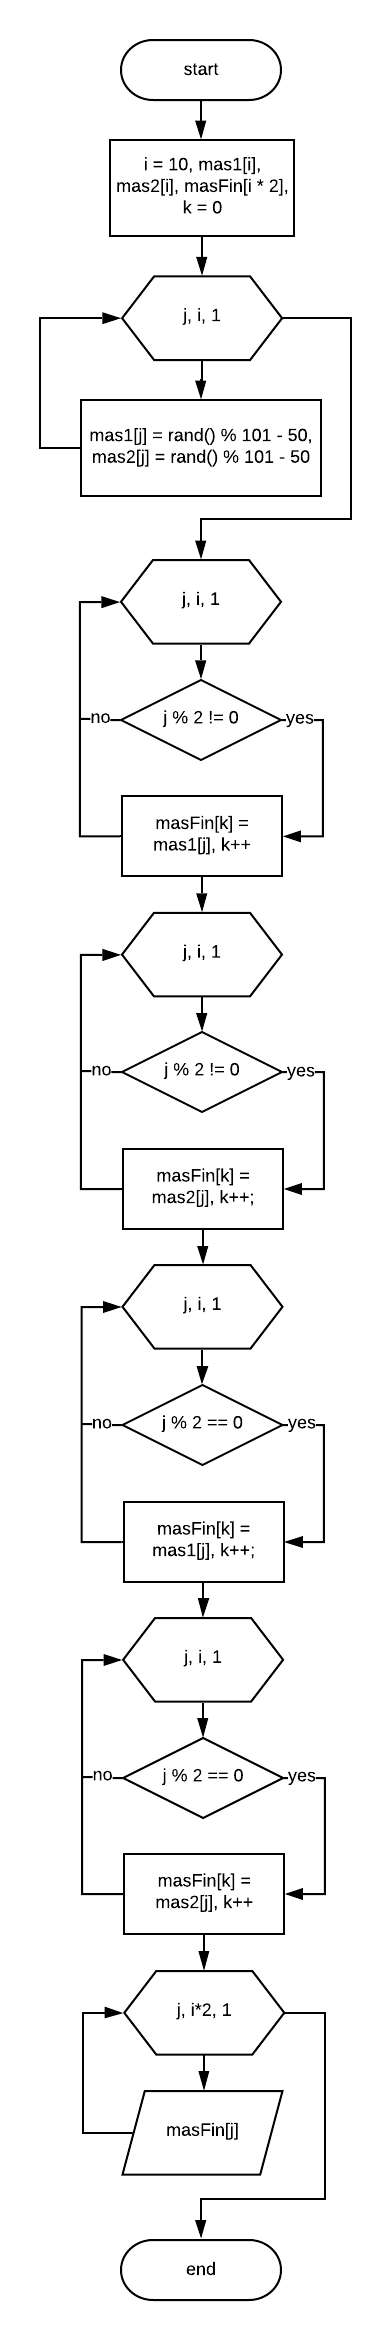 start
i = 10, mas1[i],
mas2[i], masFin[i * 2],
k = 0
j, i, 1
mas1[j] = rand() % 101 - 50,
mas2[j] = rand() % 101 - 50
j, i, 1
no
j % 2 != 0
yes
masFin[k] =
mas1[j], k++
j, i, 1
no
j % 2 != 0
yes
masFin[k] =
mas2[j], k++;
j, i, 1
no
j % 2 == 0
yes
masFin[k] =
mas1[j], k++;
j, i, 1
no
j % 2 == 0
yes
masFin[k] =
mas2[j], k++
j, i*2, 1
masFin[j]
end